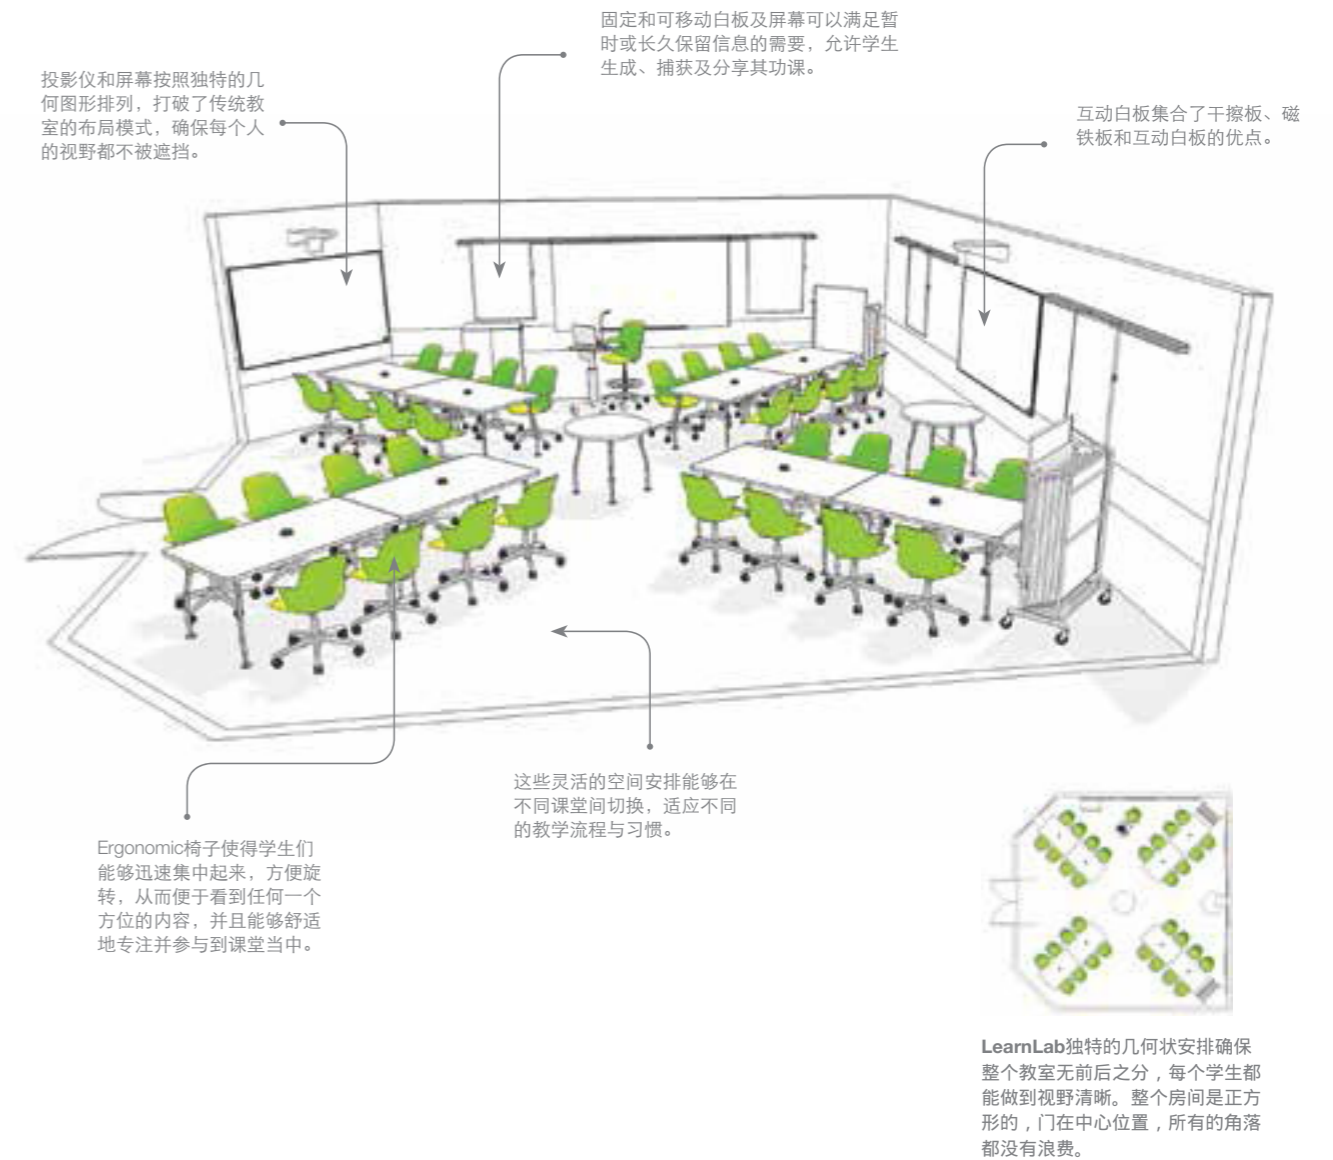 固定和可移动白板及屏幕可以满足暂
时或长久保留信息的需要，允许学生
生成、捕获及分享其功课。
投影仪和屏幕按照独特的几
何图形排列，打破了传统教
室的布局模式，确保每个人
的视野都不被遮挡。
互动白板集合了干擦板、磁
铁板和互动白板的优点。
这些灵活的空间安排能够在
不同课堂间切换，适应不同
的教学流程与习惯。
Ergonomic椅子使得学生们
能够迅速集中起来，方便旋
转，从而便于看到任何一个
方位的内容，并且能够舒适
地专注并参与到课堂当中。
LearnLab独特的几何状安排确保
整个教室无前后之分，每个学生都
能做到视野清晰。整个房间是正方
形的，门在中心位置，所有的角落
都没有浪费。